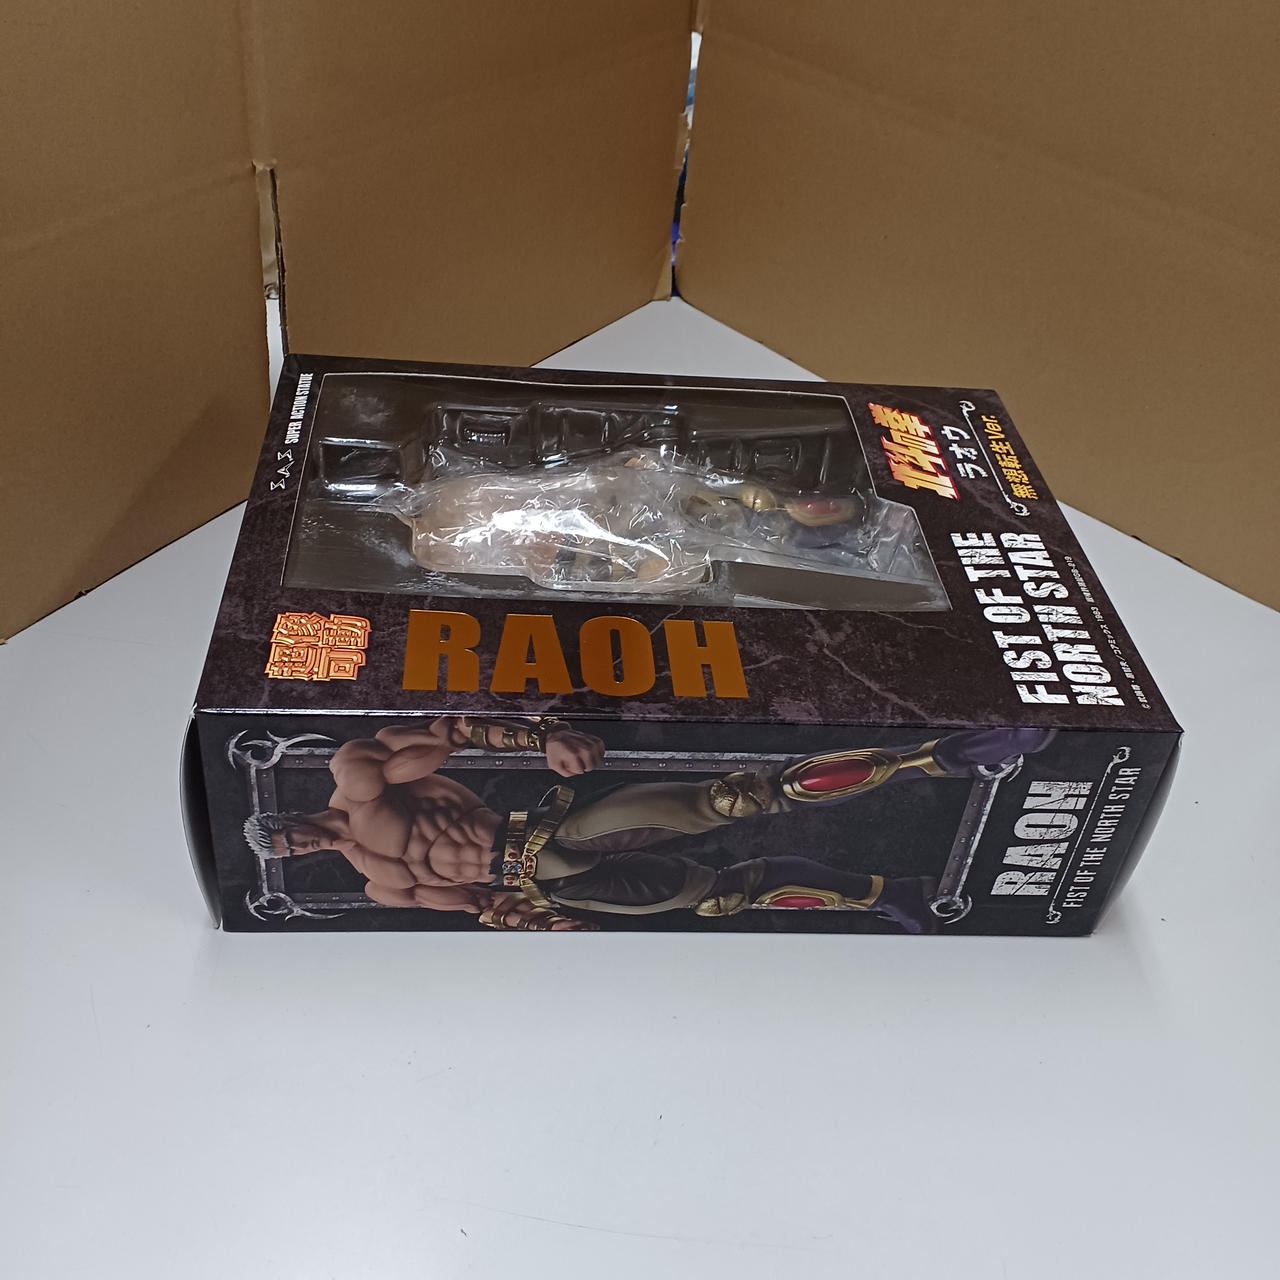 SAS SUPER ACTION STATUE
超像
可動
RAOH
北斗の拳
ラオウ
無想転生Ver.
FIST OF THE
NORTH STAR
RAOH
FIST OF THE NORTH STAR